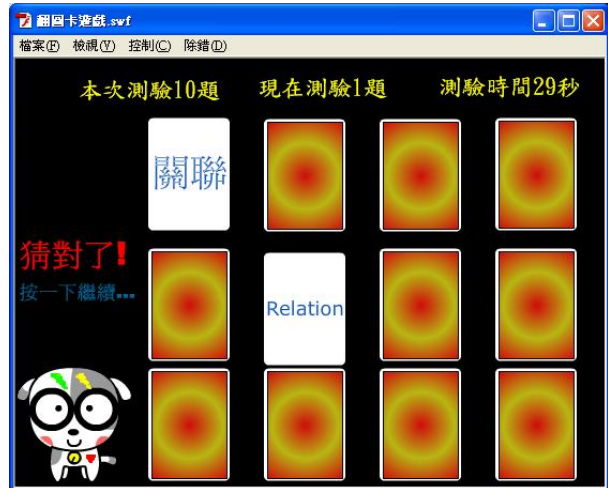 翻圖卡遊戲.swf
檔案(F) 檢視(V) 控制(C) 除錯(D)
本次測驗10題 現在測驗1題 測驗時間29秒
關聯
猜對了!
按一下繼續...
Relation